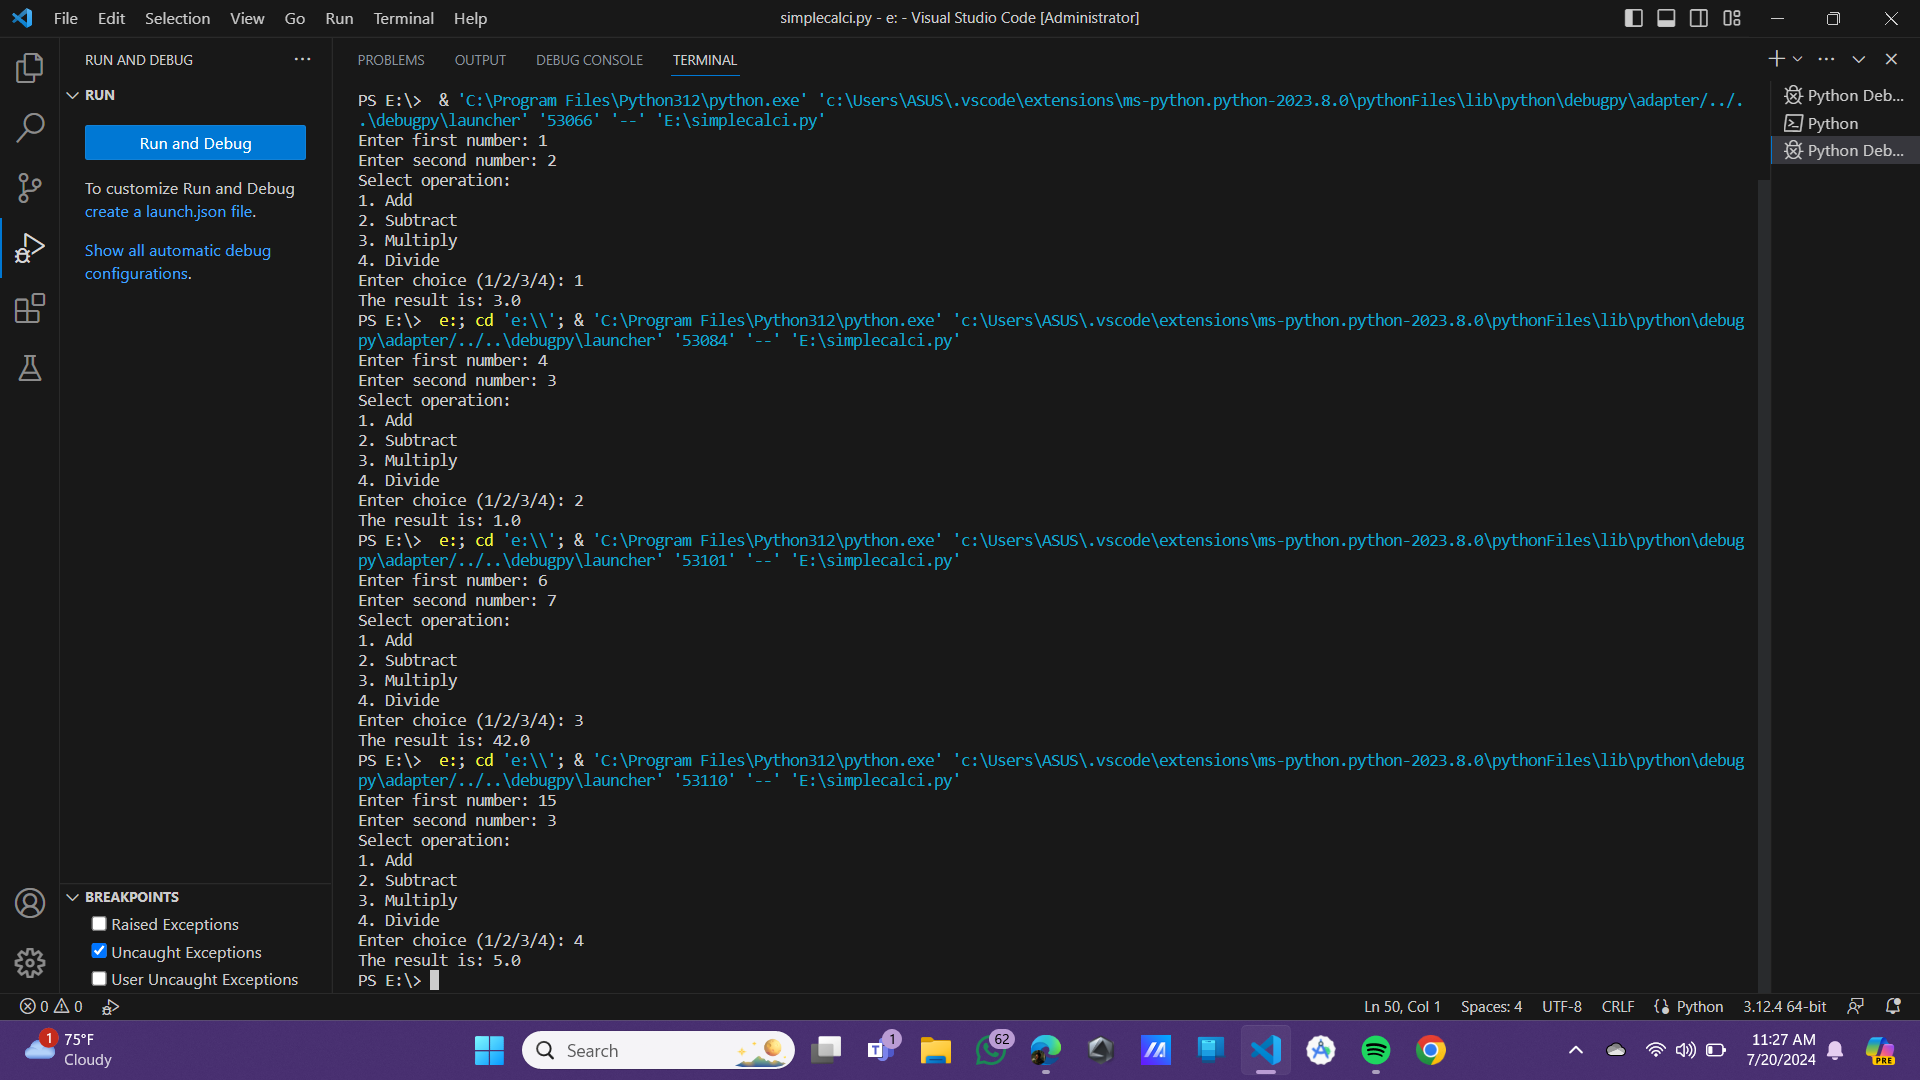 File Edit Selection View Go Run Terminal Help
simplecalci.py - e: - Visual Studio Code [Administrator]
RUN AND DEBUG
RUN
Run and Debug
To customize Run and Debug
create a launch.json file.
Show all automatic debug
configurations.
BREAKPOINTS
Raised Exceptions
Uncaught Exceptions
User Uncaught Exceptions
PROBLEMS OUTPUT DEBUG CONSOLE TERMINAL
PS E:\>  & 'C:\Program Files\Python312\python.exe' 'c:\Users\ASUS\.vscode\extensions\ms-python.python-2023.8.0\pythonFiles\lib\python\debugpy\adapter/../.
.\debugpy\launcher' '53066' '--' 'E:\simplecalci.py'
Enter first number: 1
Enter second number: 2
Select operation:
1. Add
2. Subtract
3. Multiply
4. Divide
Enter choice (1/2/3/4): 1
The result is: 3.0
PS E:\>  e:; cd 'e:\\'; & 'C:\Program Files\Python312\python.exe' 'c:\Users\ASUS\.vscode\extensions\ms-python.python-2023.8.0\pythonFiles\lib\python\debug
py\adapter/../..\debugpy\launcher' '53084' '--' 'E:\simplecalci.py'
Enter first number: 4
Enter second number: 3
Select operation:
1. Add
2. Subtract
3. Multiply
4. Divide
Enter choice (1/2/3/4): 2
The result is: 1.0
PS E:\>  e:; cd 'e:\\'; & 'C:\Program Files\Python312\python.exe' 'c:\Users\ASUS\.vscode\extensions\ms-python.python-2023.8.0\pythonFiles\lib\python\debug
py\adapter/../..\debugpy\launcher' '53101' '--' 'E:\simplecalci.py'
Enter first number: 6
Enter second number: 7
Select operation:
1. Add
2. Subtract
3. Multiply
4. Divide
Enter choice (1/2/3/4): 3
The result is: 42.0
PS E:\>  e:; cd 'e:\\'; & 'C:\Program Files\Python312\python.exe' 'c:\Users\ASUS\.vscode\extensions\ms-python.python-2023.8.0\pythonFiles\lib\python\debug
py\adapter/../..\debugpy\launcher' '53110' '--' 'E:\simplecalci.py'
Enter first number: 15
Enter second number: 3
Select operation:
1. Add
2. Subtract
3. Multiply
4. Divide
Enter choice (1/2/3/4): 4
The result is: 5.0
PS E:\>
Python Deb...
Python
Python Deb...
0 0
Ln 50, Col 1 Spaces: 4 UTF-8 CRLF Python 3.12.4 64-bit
1
75°F
Cloudy
Search
T 1
62
11:27 AM
7/20/2024
PRE